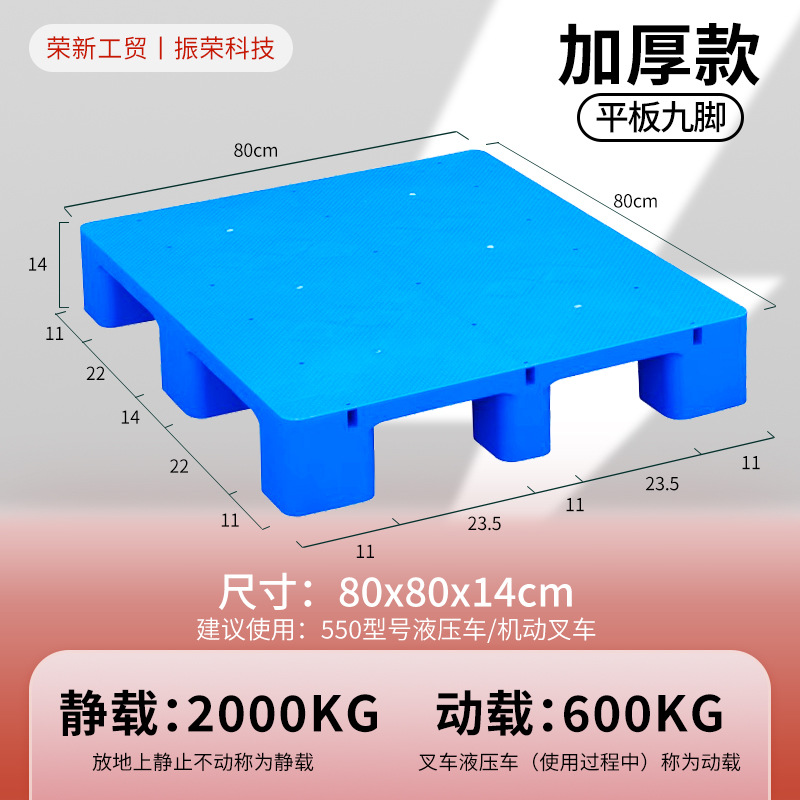 荣新工贸丨振荣科技
加厚款
平板九脚
80cm
80cm
14
11
22
14
22
11
11
23.5
11
23.5
11
尺寸：80x80x14cm
建议使用：550型号液压车/机动叉车
静载：2000KG
放地上静止不动称为静载
动载：600KG
叉车液压车（使用过程中）称为动载